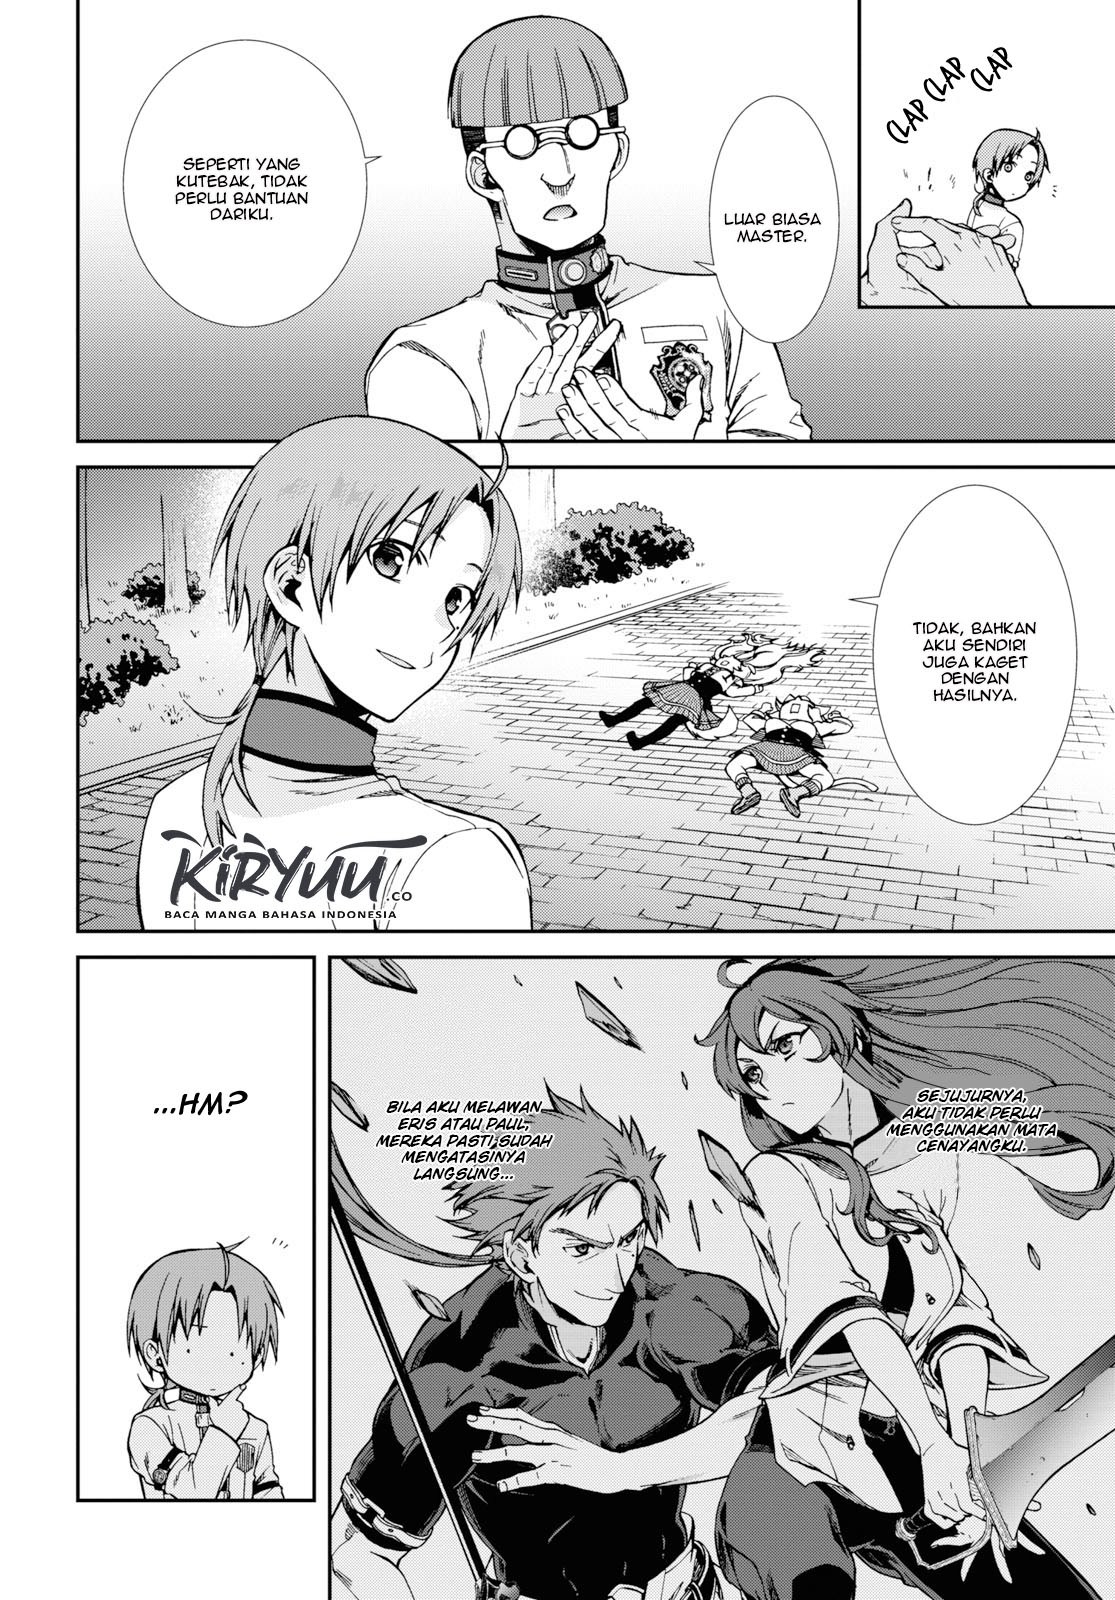 CLAP CLAP CLAP
LUAR BIASA
MASTER.
SEPERTI YANG
KUTEBAK, TIDAK
PERLU BANTUAN
DARIKU.
TIDAK, BAHKAN
AKU SENDIRI
JUGA KAGET
DENGAN
HASILNYA.
KIRYUU.CO
BACA MANGA BAHASA INDONESIA
SEJUJURNYA,
AKU TIDAK PERLU
MENGGUNAKAN MATA
CENAYANGKU.
BILA AKU MELAWAN
ERIS ATAU PAUL,
MEREKA PASTI SUDAH
MENGATASINYA
LANGSUNG...
...HM?